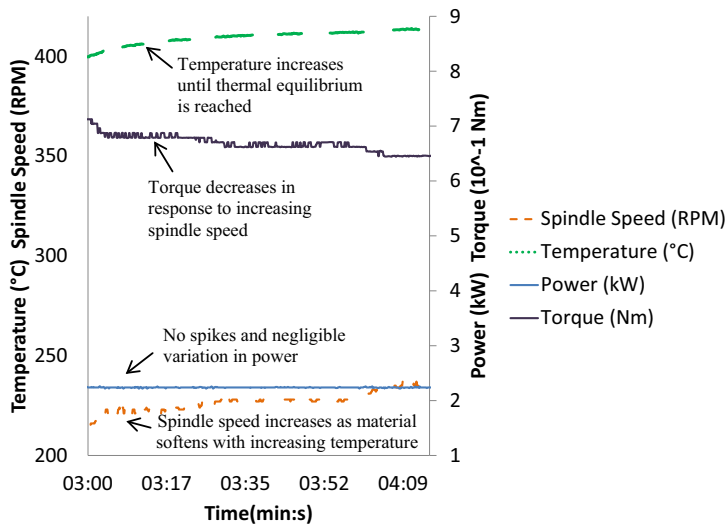 Temperature (°C) Spindle Speed (RPM)
400
350
300
250
200
9
8
7
6
5
4
3
2
1
Power (kW) Torque (10^-1 Nm)
03:00 03:17 03:35 03:52 04:09
Time(min:s)
Temperature increases
until thermal equilibrium
is reached
Torque decreases in
response to increasing
spindle speed
No spikes and negligible
variation in power
Spindle speed increases as material
softens with increasing temperature
Spindle Speed (RPM)
Temperature (°C)
Power (kW)
Torque (Nm)